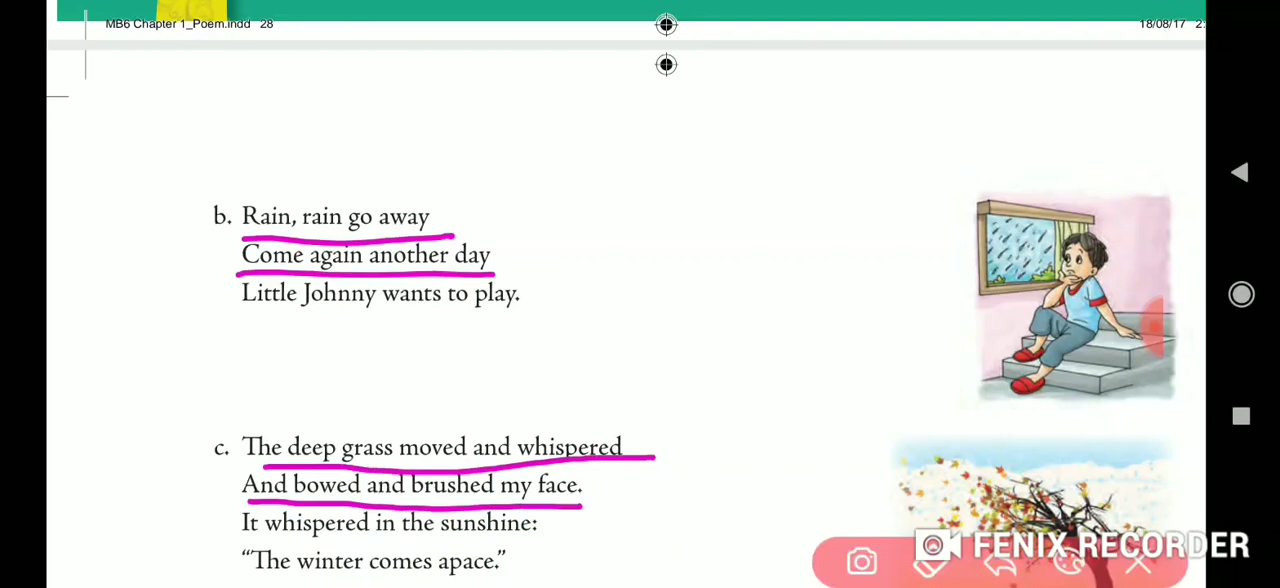 MB6 Chapter 1_Poem.indd 28
18/08/17 2:
b. Rain, rain go away
Come again another day
Little Johnny wants to play.
c. The deep grass moved and whispered
And bowed and brushed my face.
It whispered in the sunshine:
“The winter comes apace.”
FENIX RECORDER